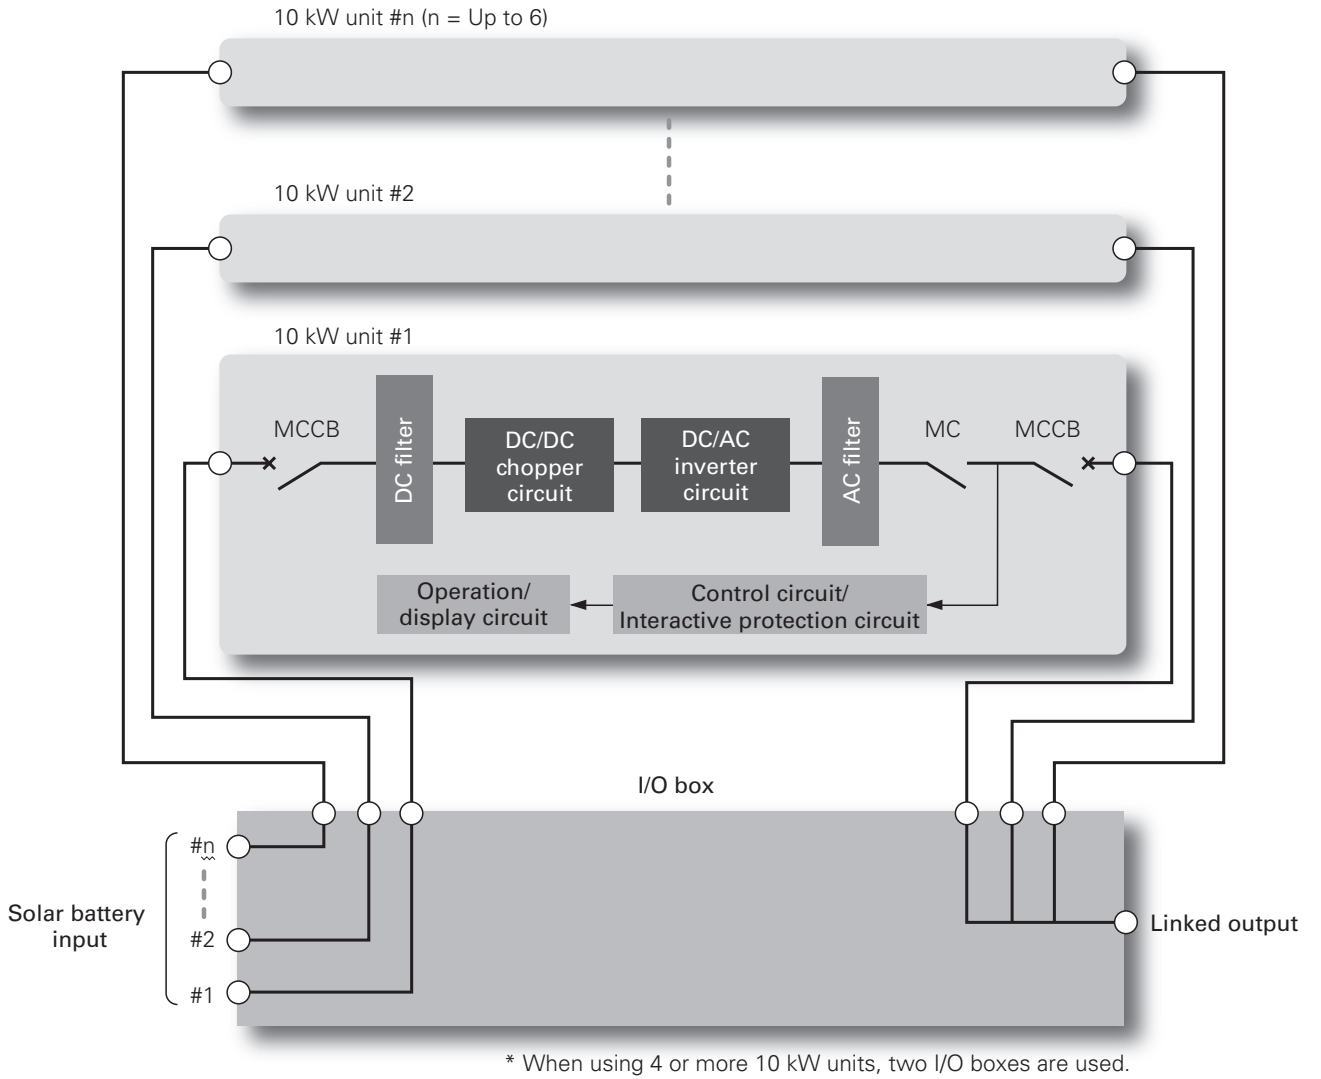 10 kW unit #n (n = Up to 6)
10 kW unit #2
10 kW unit #1
MCCB
DC filter
DC/DC
chopper
circuit
DC/AC
inverter
circuit
AC filter
MC
MCCB
Operation/
display circuit
Control circuit/
Interactive protection circuit
I/O box
#n
Solar battery
input
#2
#1
Linked output
* When using 4 or more 10 kW units, two I/O boxes are used.